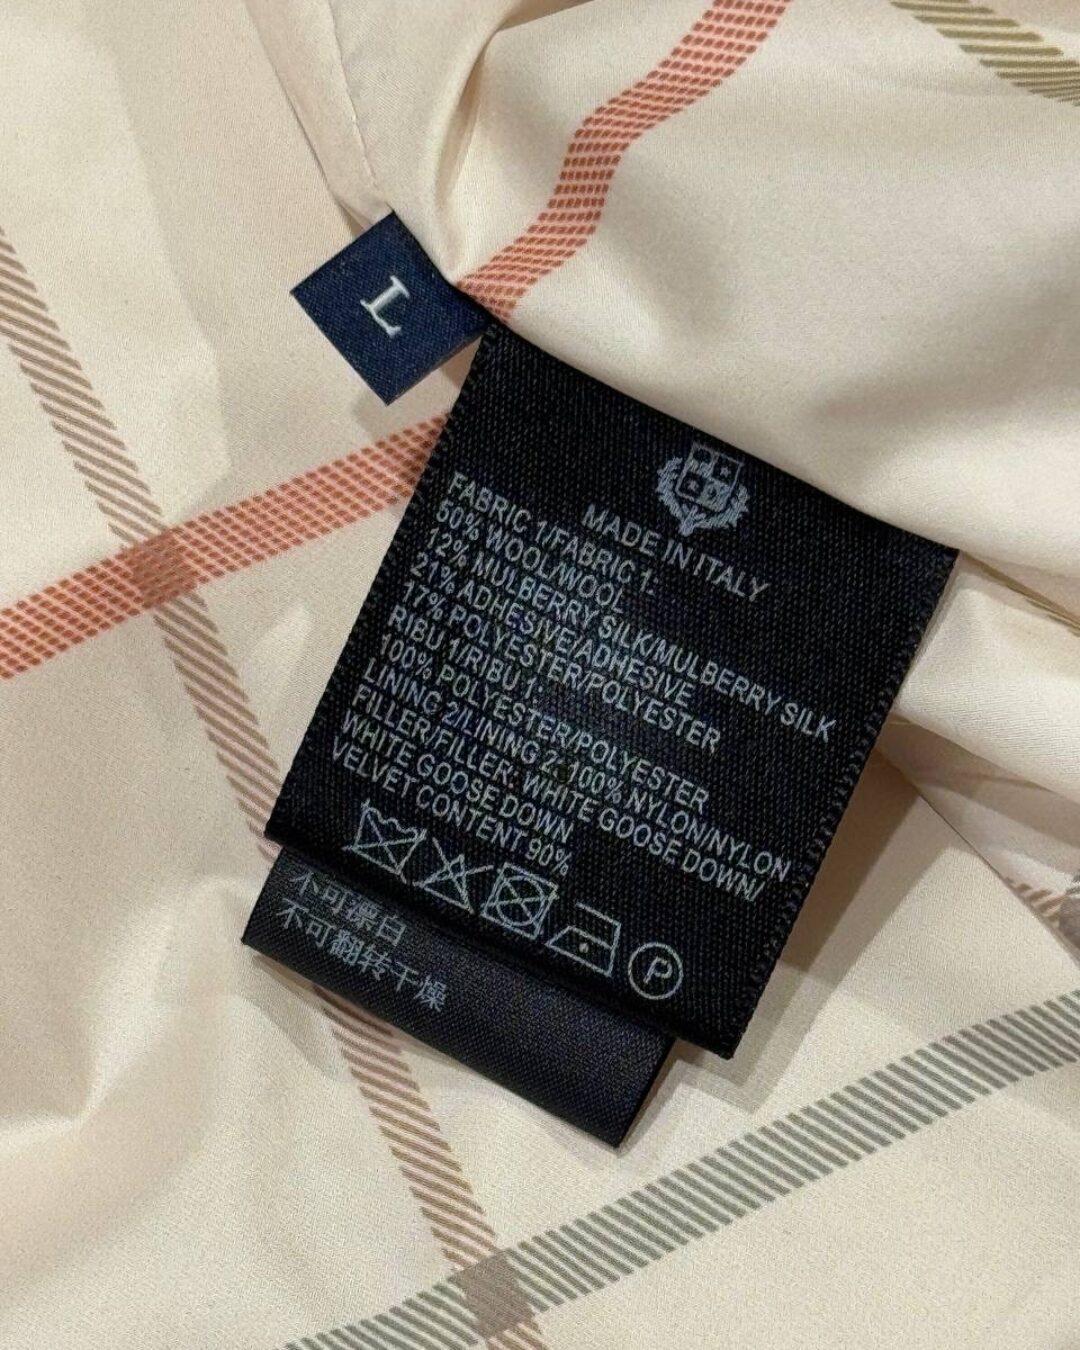 L
MADE IN ITALY
FABRIC 1/FABRIC 1:
50% WOOL/WOOL
12% MULBERRY SILK/MULBERRY SILK
21% ADHESIVE/ADHESIVE
17% POLYESTER/POLYESTER
RIBU 1/RIBU 1:
100% POLYESTER/POLYESTER
LINING 2/LINING 2: 100% NYLON/NYLON
FILLER/FILLER: WHITE GOOSE DOWN/
WHITE GOOSE DOWN
VELVET CONTENT 90%
P
不可漂白
不可翻转干燥